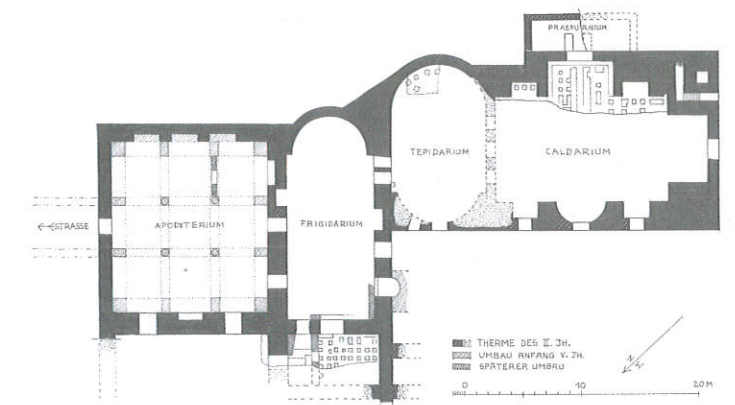 PRAEFURNIUM
TEPIDARIUM
CALDARIUM
← STRASSE
APODYTERIUM
FRIGIDARIUM
THERME DES II. JH.
UMBAU ANFANG V. JH.
SPÄTERER UMBAU
N
0 10 20 M